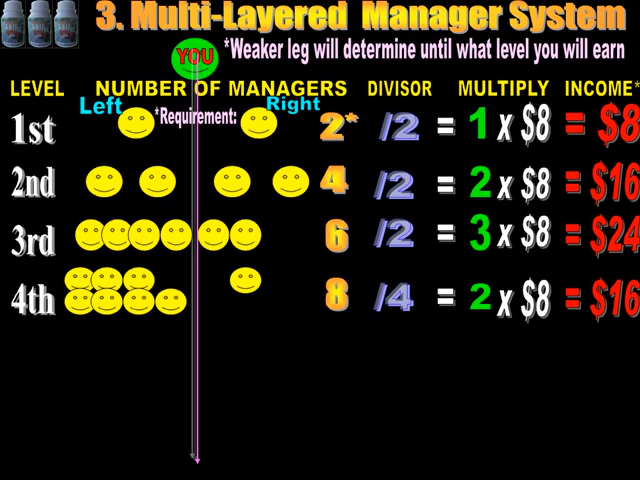 3. Multi-Layered Manager System
YOU
*Weaker leg will determine until what level you will earn
LEVEL NUMBER OF MANAGERS DIVISOR MULTIPLY INCOME*
Left *Requirement: Right
1st 2* /2 = 1 x $8 = $8
2nd 4 /2 = 2 x $8 = $16
3rd 6 /2 = 3 x $8 = $24
4th 8 /4 = 2 x $8 = $16